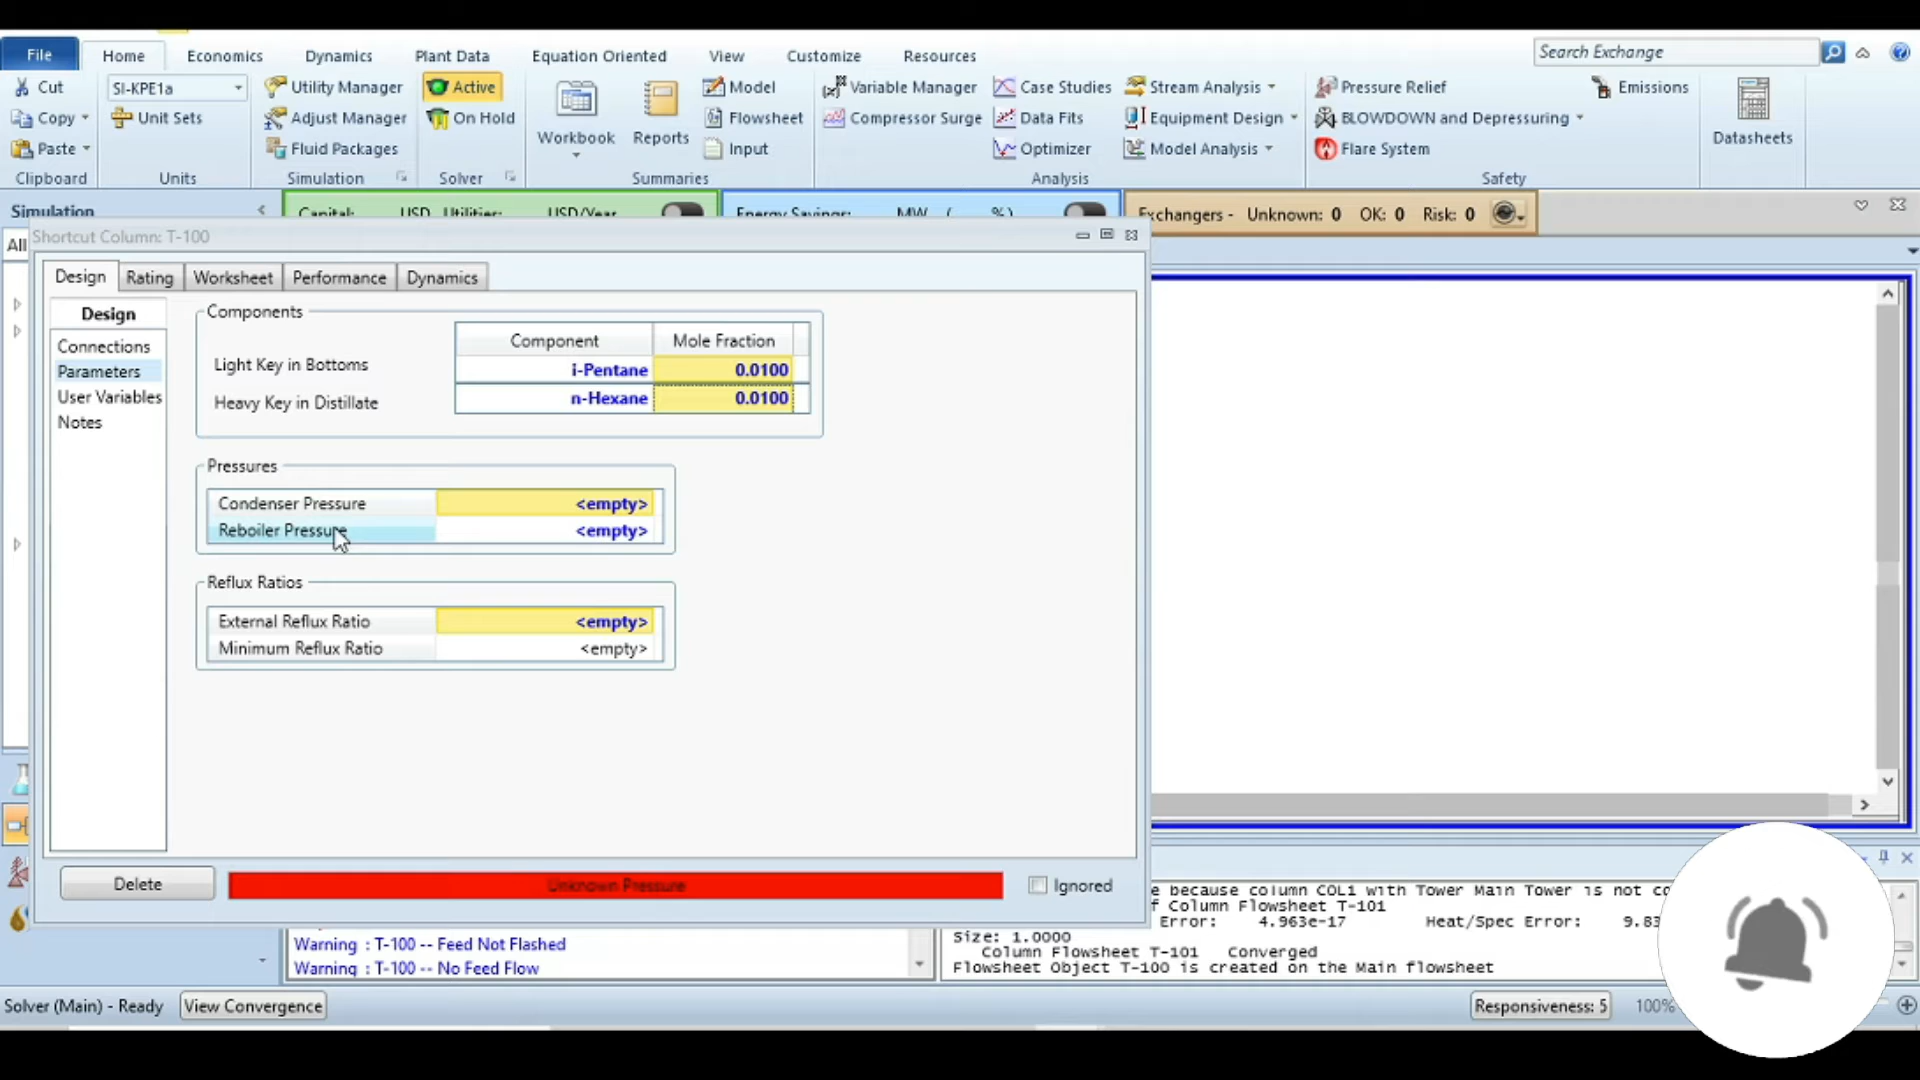 File Home Economics Dynamics Plant Data Equation Oriented View Customize Resources Search Exchange
Cut SI-KPE1a Utility Manager Active Model Variable Manager Case Studies Stream Analysis Pressure Relief Emissions
Copy Unit Sets Adjust Manager On Hold Workbook Reports Flowsheet Compressor Surge Data Fits Equipment Design BLOWDOWN and Depressuring Datasheets
Paste Fluid Packages Input Optimizer Model Analysis Flare System
Clipboard Units Simulation Solver Summaries Analysis Safety
Simulation Capital: USD Utilities: USD/Year Energy Savings: MW ( %) Exchangers - Unknown: 0 OK: 0 Risk: 0
All
Shortcut Column: T-100
Design Rating Worksheet Performance Dynamics
Design
Connections
Parameters
User Variables
Notes
Components
Component Mole Fraction
Light Key in Bottoms i-Pentane 0.0100
Heavy Key in Distillate n-Hexane 0.0100
Pressures
Condenser Pressure <empty>
Reboiler Pressure <empty>
Reflux Ratios
External Reflux Ratio <empty>
Minimum Reflux Ratio <empty>
Delete Unknown Pressure Ignored
Warning : T-100 -- Feed Not Flashed
Warning : T-100 -- No Feed Flow
e because column COL1 with Tower Main Tower is not co
f Column Flowsheet T-101
Error: 4.963e-17 Heat/Spec Error: 9.83
Size: 1.0000
Column Flowsheet T-101 Converged
Flowsheet Object T-100 is created on the Main flowsheet
Solver (Main) - Ready View Convergence Responsiveness: 5 100%